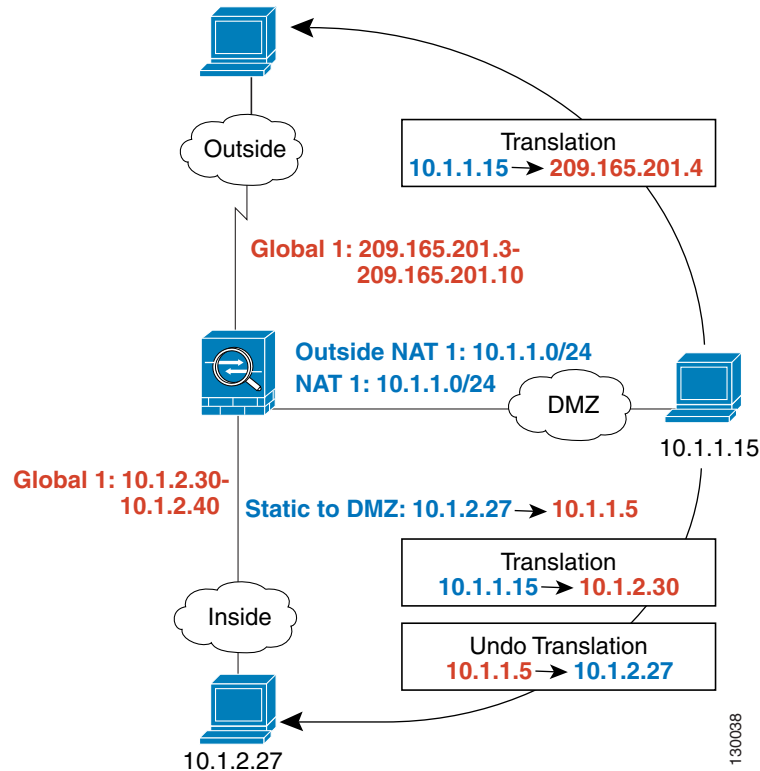 Outside
Translation
10.1.1.15 → 209.165.201.4
Global 1: 209.165.201.3-
209.165.201.10
Outside NAT 1: 10.1.1.0/24
NAT 1: 10.1.1.0/24
DMZ
10.1.1.15
Global 1: 10.1.2.30-
10.1.2.40
Static to DMZ: 10.1.2.27 → 10.1.1.5
Translation
10.1.1.15 → 10.1.2.30
Inside
Undo Translation
10.1.1.5 → 10.1.2.27
10.1.2.27
130038